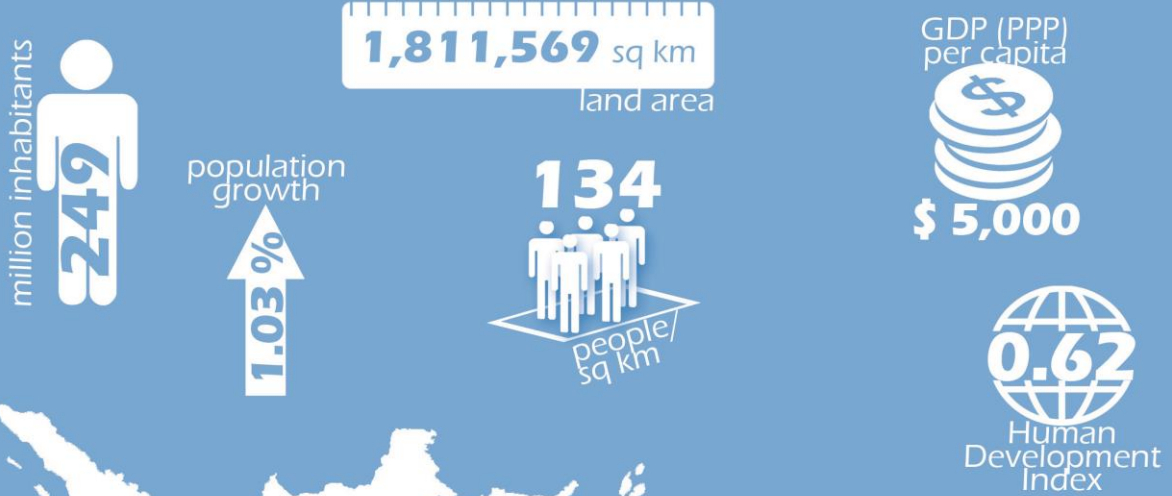 million inhabitants
249
population
growth
1.03 %
1,811,569 sq km
land area
134
people/
sq km
GDP (PPP)
per capita
$
$ 5,000
0.62
Human
Development
Index